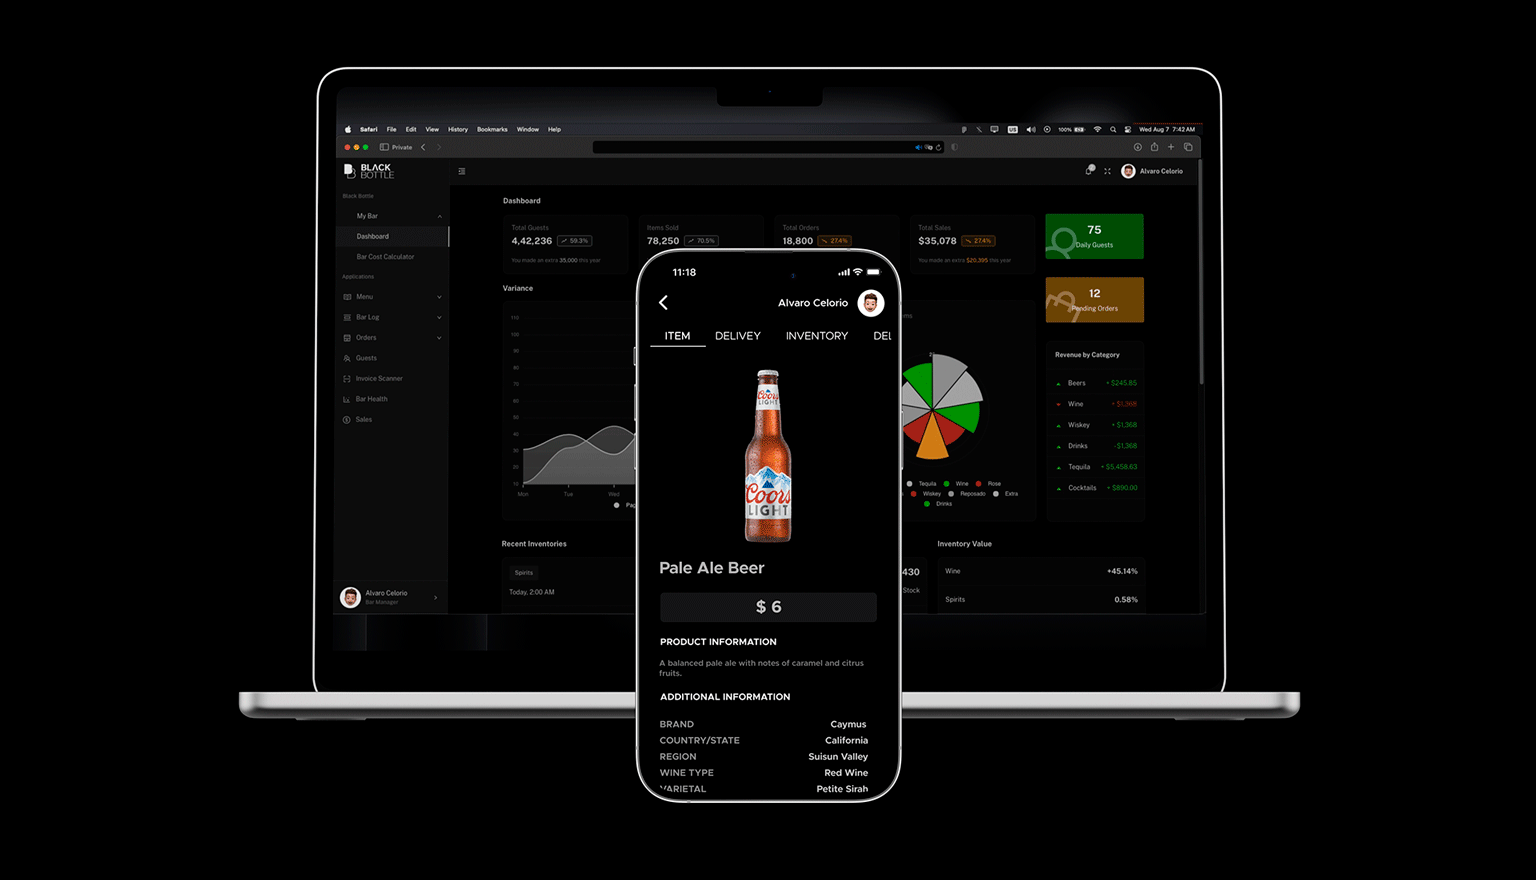 Safari File Edit View History Bookmarks Window Help
100% US Wed Aug 7 7:42 AM
Private
BLACK
BOTTLE
Alvaro Celorio
Black Bottle
My Bar
Dashboard
Bar Cost Calculator
Applications
Menu
Bar Log
Orders
Guests
Invoice Scanner
Bar Health
Sales
Alvaro Celorio
Bar Manager
Dashboard
Total Guests
4,42,236 59.3%
You made an extra 35,000 this year
Items Sold
78,250 70.5%
Total Orders
18,800 27.4%
Total Sales
$35,078 27.4%
You made an extra $20,395 this year
75
Daily Guests
12
Pending Orders
Variance
110
100
90
80
70
60
50
40
30
20
10
Mon Tue Wed
Pag
ms
Tequila Wine Rose
Wiskey Reposado Extra
Drinks
Revenue by Category
Beers + $245.85
Wine + $1,368
Wiskey + $1,368
Drinks - $1,368
Tequila + $5,458.63
Cocktails + $890.00
Recent Inventories
Spirits
Today, 2:00 AM
430
Stock
Inventory Value
Wine +45.14%
Spirits 0.58%
11:18
Alvaro Celorio
ITEM DELIVEY INVENTORY DEL
Coors
LIGHT
Coors
LIGHT
Pale Ale Beer
$ 6
PRODUCT INFORMATION
A balanced pale ale with notes of caramel and citrus
fruits.
ADDITIONAL INFORMATION
BRAND Caymus
COUNTRY/STATE California
REGION Suisun Valley
WINE TYPE Red Wine
VARIETAL Petite Sirah